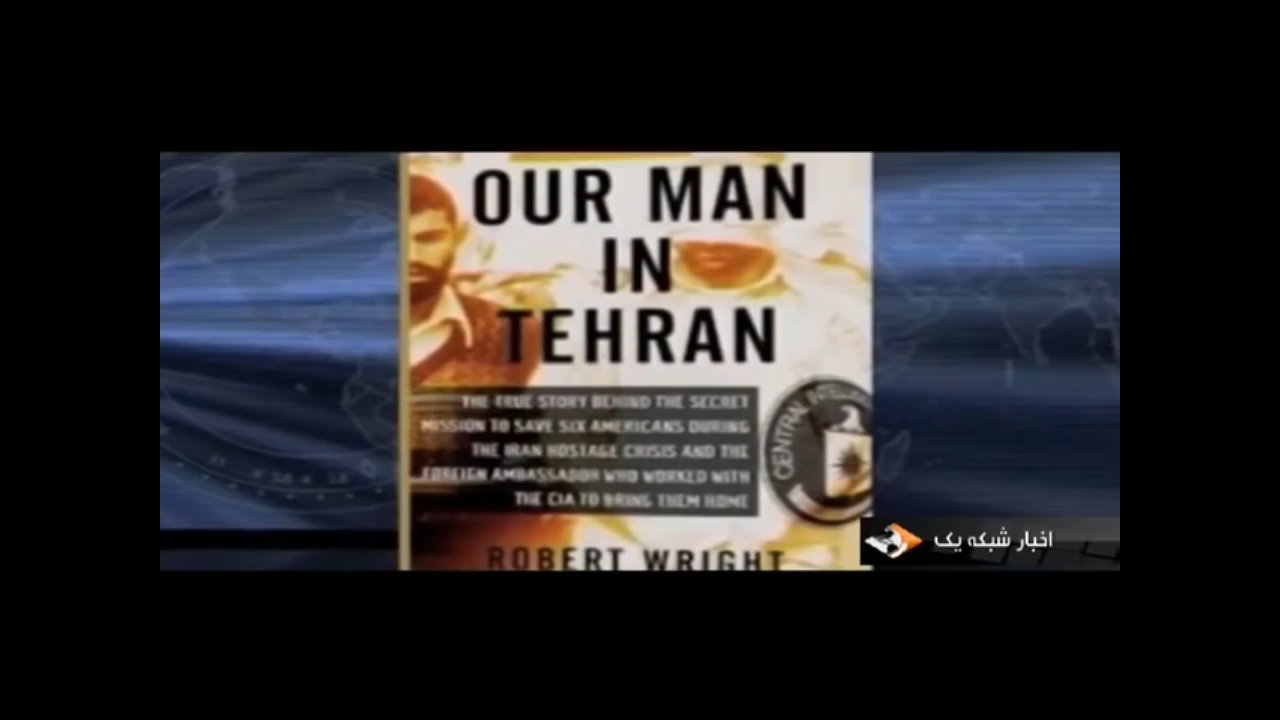 OUR MAN
IN
TEHRAN
THE TRUE STORY BEHIND THE SECRET
MISSION TO SAVE SIX AMERICANS DURING
THE IRAN HOSTAGE CRISIS AND THE
FOREIGN AMBASSADOR WHO WORKED WITH
THE CIA TO BRING THEM HOME
CENTRAL
ROBERT WRIGHT
اخبار شبکه یک